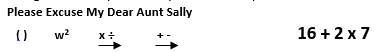 Please Excuse My Dear Aunt Sally
( ) w² x ÷ + - 16 + 2 x 7